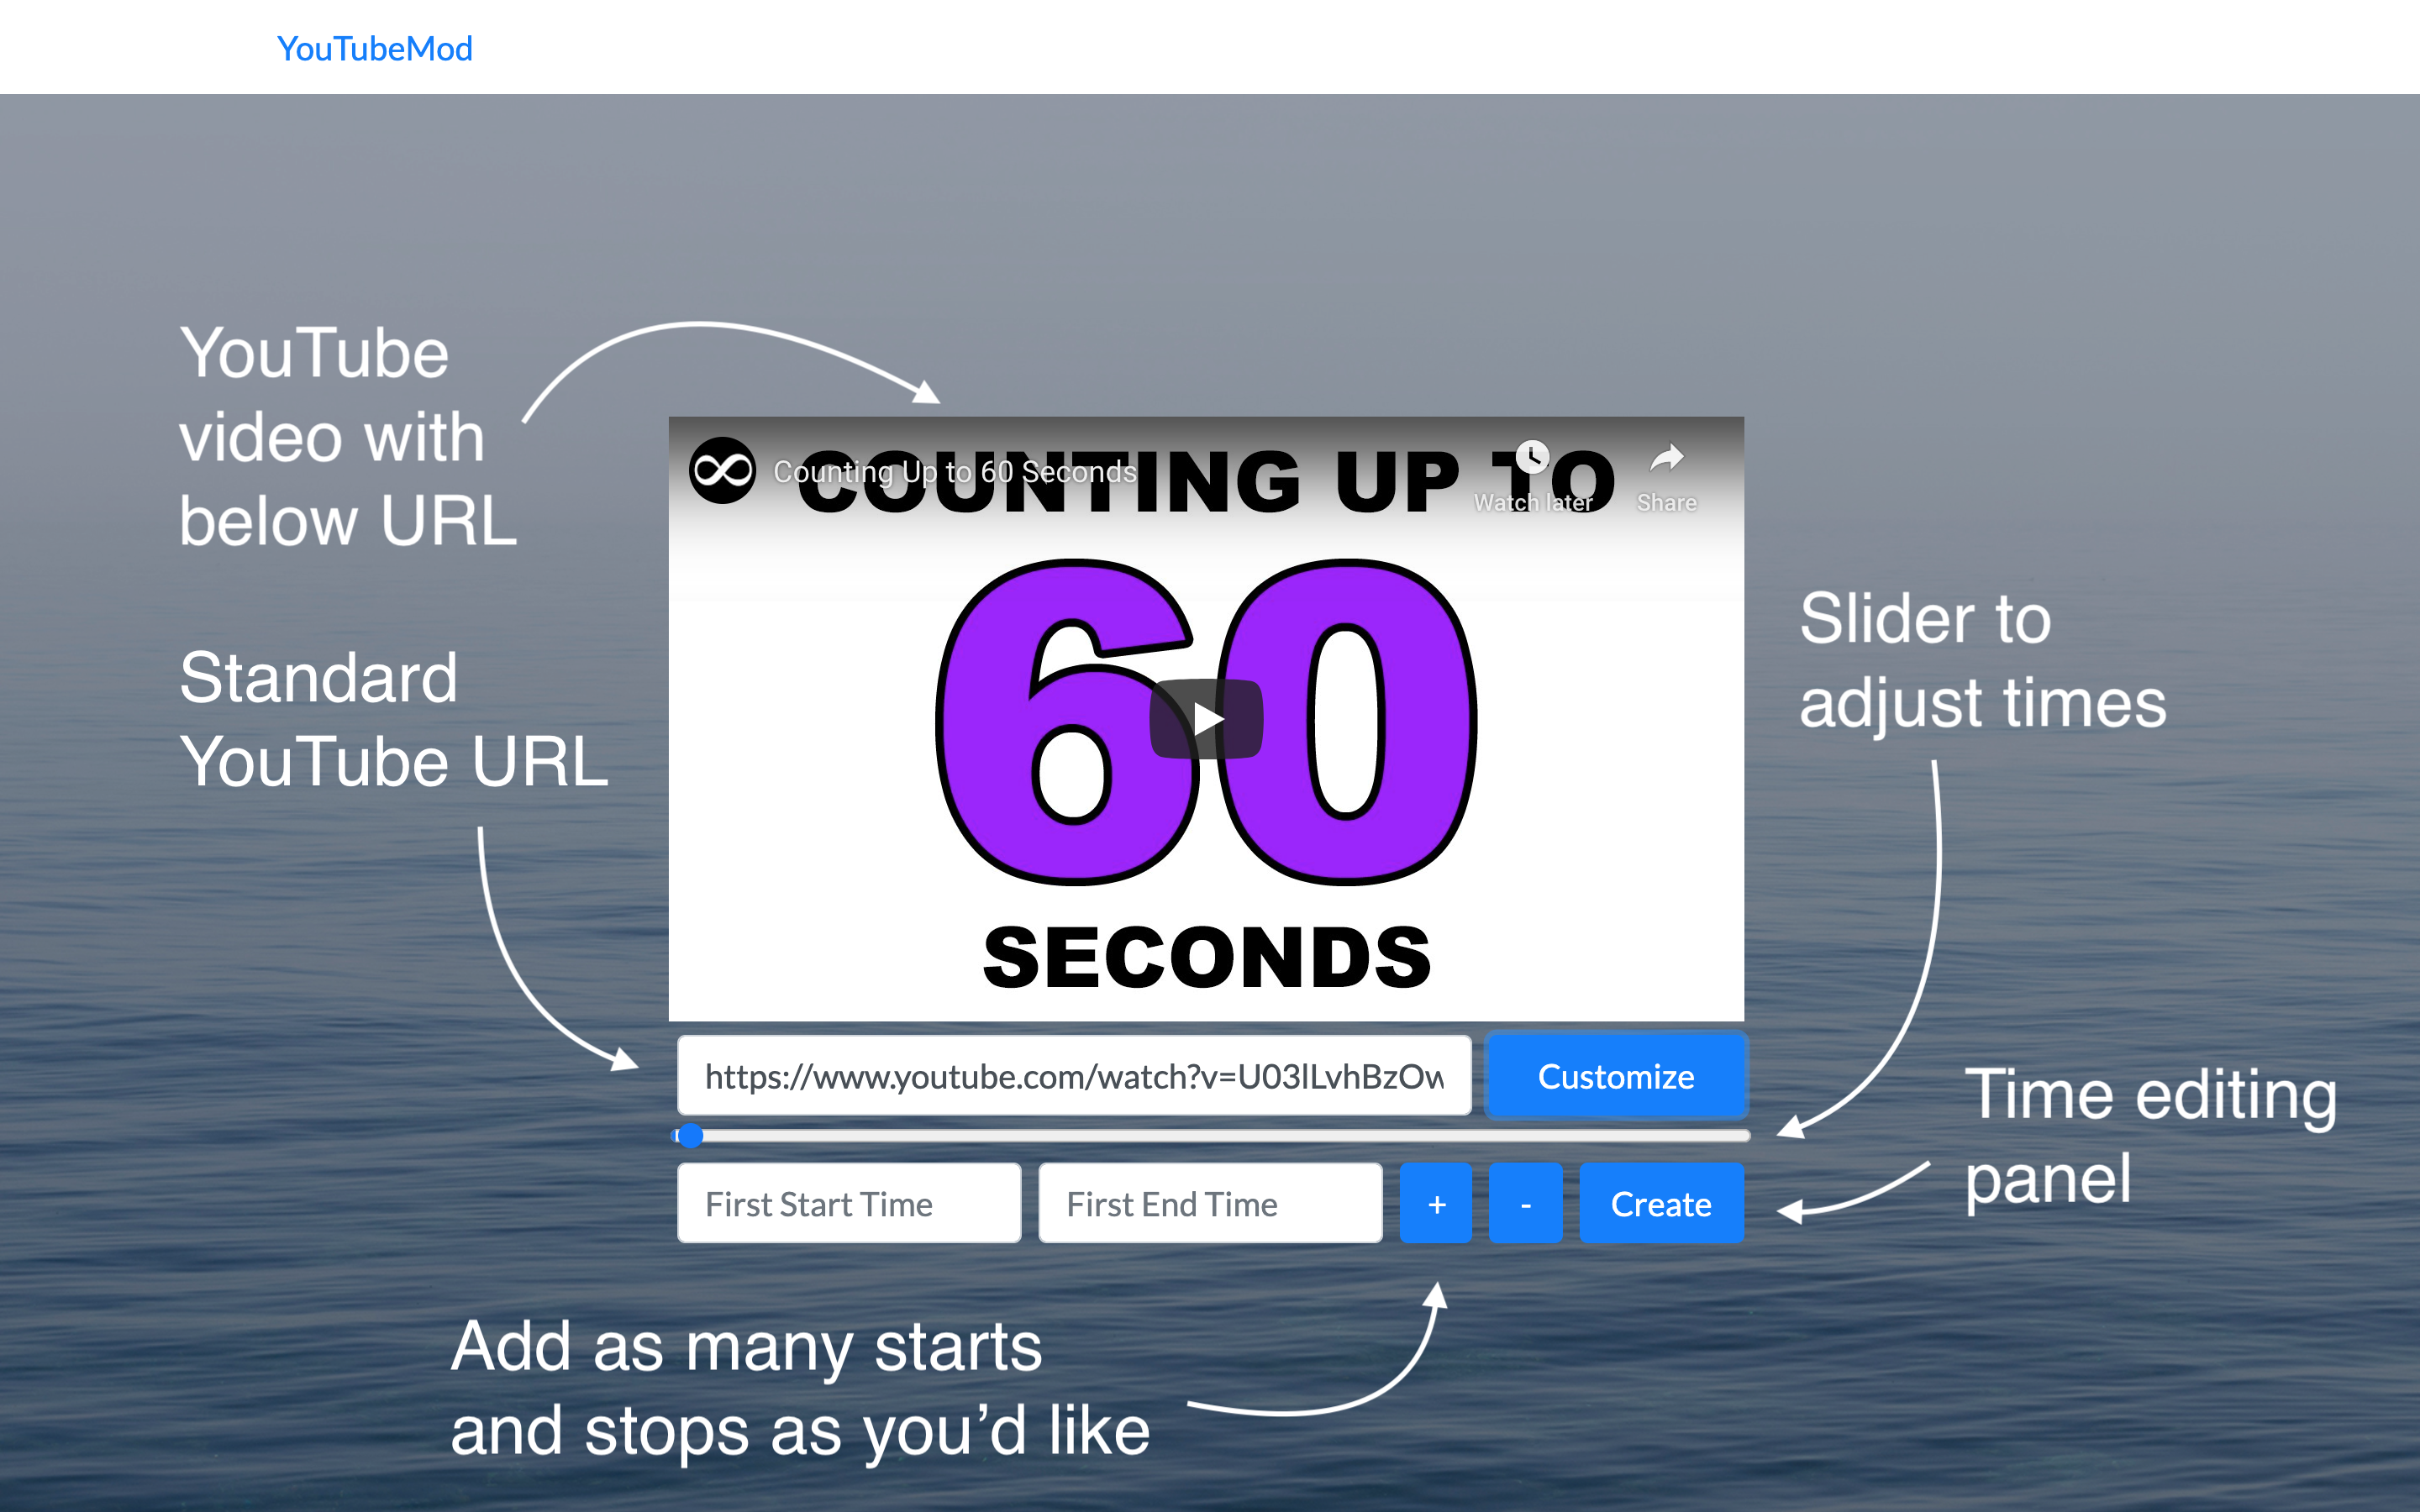 YouTubeMod
YouTube
video with
below URL
Standard
YouTube URL
COUNTING UP TO
Counting Up to 60 Seconds
Watch later
Share
60
SECONDS
Slider to
adjust times
https://www.youtube.com/watch?v=U03lLvhBzOw
Customize
Time editing
panel
First Start Time
First End Time
+
-
Create
Add as many starts
and stops as you’d like